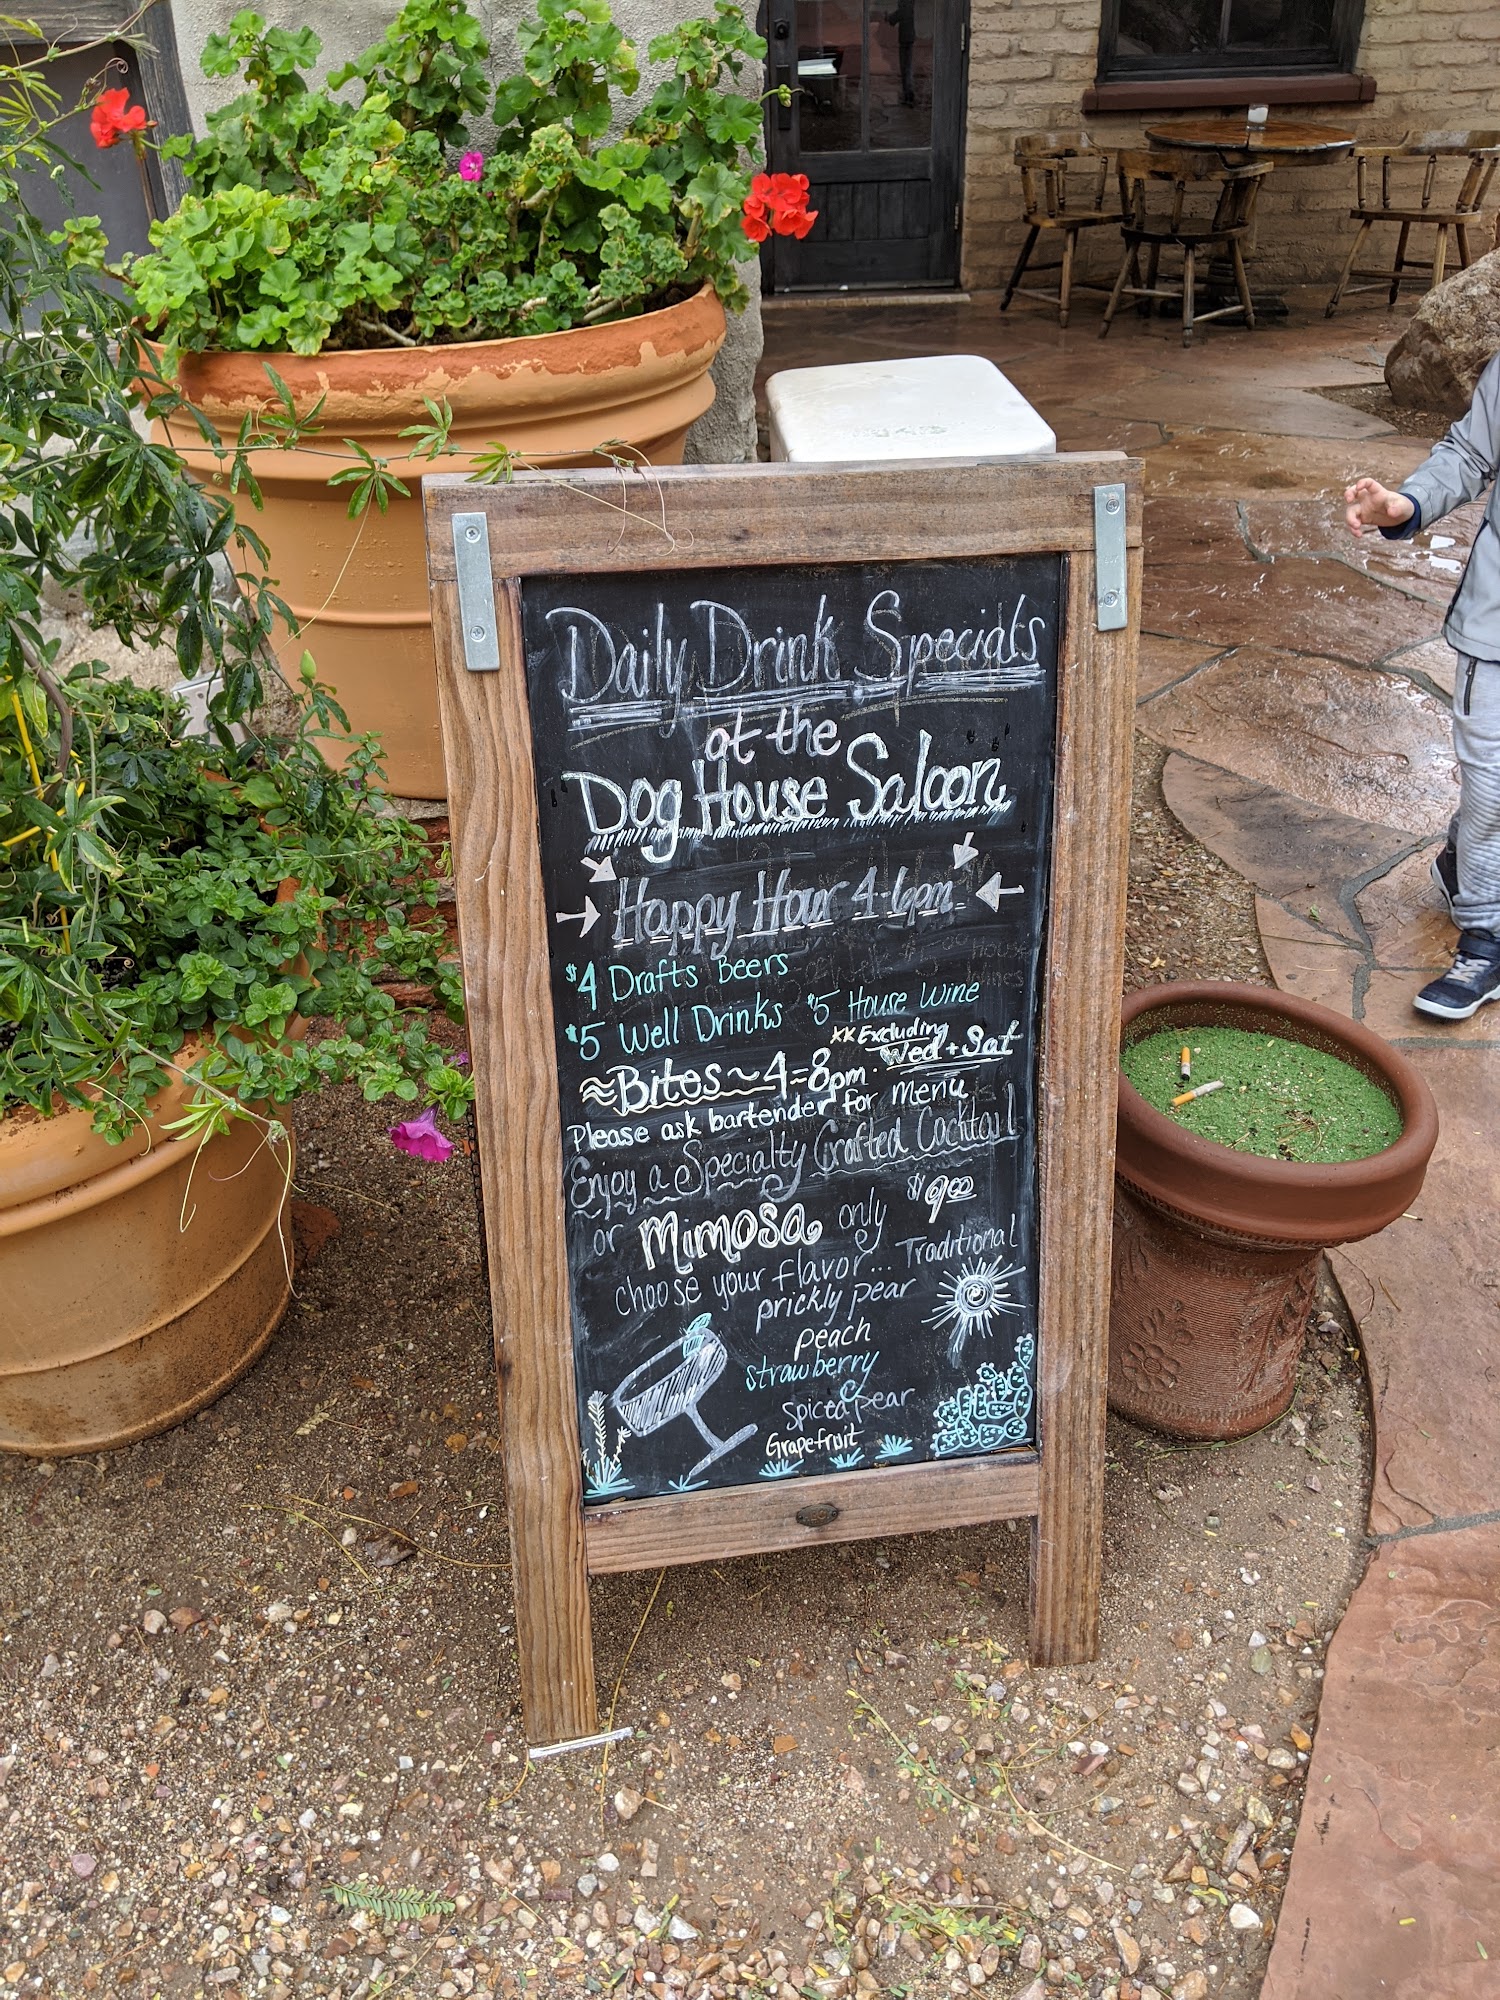 Daily Drink Specials
at the
Dog House Saloon
Happy Hour 4-6pm
$4 Drafts Beers
$5 Well Drinks $5 House Wine
≈Bites~4-8pm. xx Excluding Wed + Sat
Please ask bartender for menu
Enjoy a Specialty Crafted Cocktail
or mimosa only $9.00
choose your flavor... Traditional
prickly pear
peach
strawberry
Spiced Pear
Grapefruit